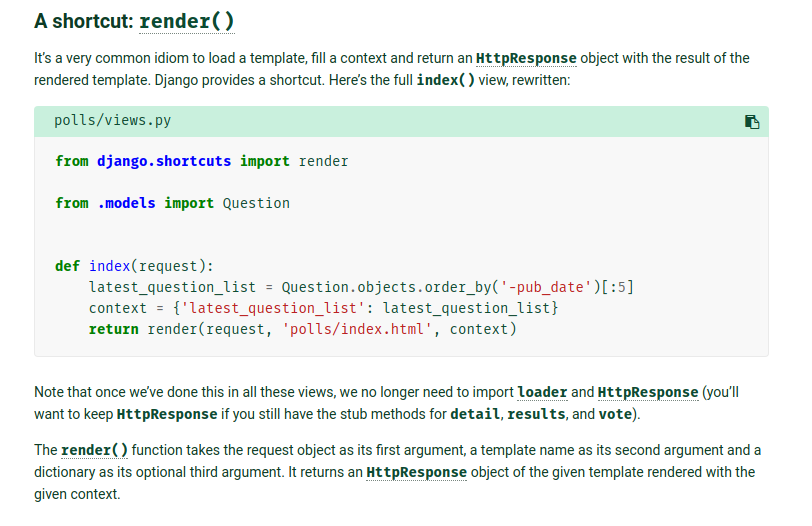 A shortcut: render()
It's a very common idiom to load a template, fill a context and return an HttpResponse object with the result of the
rendered template. Django provides a shortcut. Here's the full index() view, rewritten:
polls/views.py
from django.shortcuts import render
from .models import Question
def index(request):
    latest_question_list = Question.objects.order_by('-pub_date')[:5]
    context = {'latest_question_list': latest_question_list}
    return render(request, 'polls/index.html', context)
Note that once we've done this in all these views, we no longer need to import loader and HttpResponse (you'll
want to keep HttpResponse if you still have the stub methods for detail, results, and vote).
The render() function takes the request object as its first argument, a template name as its second argument and a
dictionary as its optional third argument. It returns an HttpResponse object of the given template rendered with the
given context.